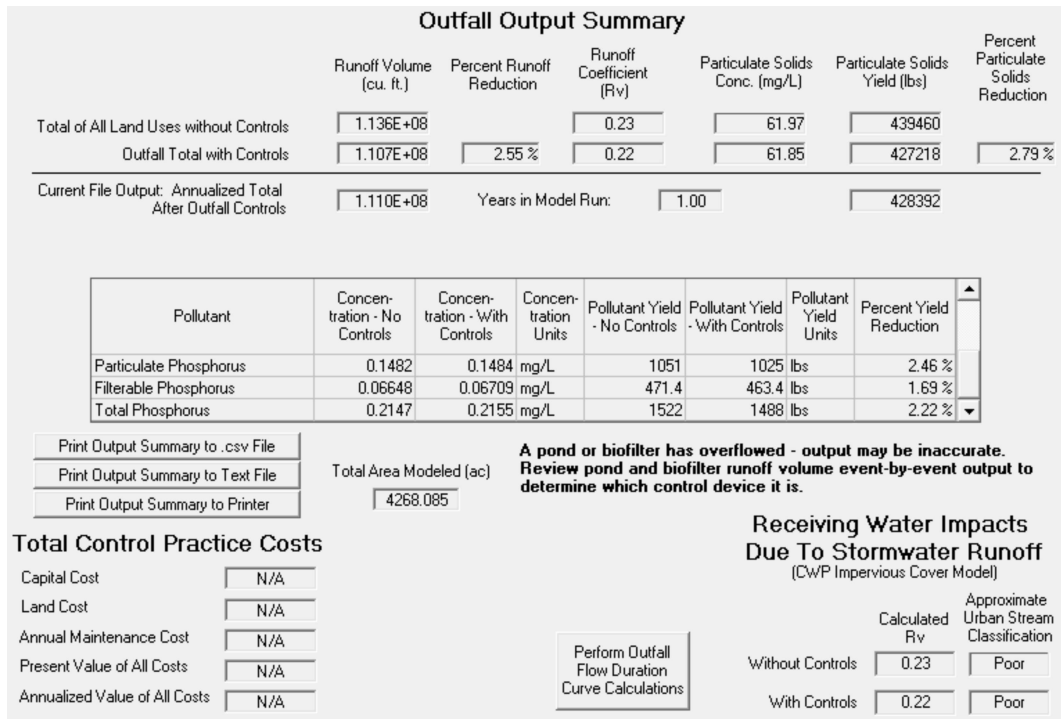 Outfall Output Summary
Runoff Volume (cu. ft.)
Percent Runoff Reduction
Runoff Coefficient (Rv)
Particulate Solids Conc. (mg/L)
Particulate Solids Yield (lbs)
Percent Particulate Solids Reduction
Total of All Land Uses without Controls 1.136E+08 0.23 61.97 439460
Outfall Total with Controls 1.107E+08 2.55 % 0.22 61.85 427218 2.79 %
Current File Output: Annualized Total After Outfall Controls 1.110E+08 Years in Model Run: 1.00 428392
Pollutant
Concen-tration - No Controls
Concen-tration - With Controls
Concen-tration Units
Pollutant Yield - No Controls
Pollutant Yield - With Controls
Pollutant Yield Units
Percent Yield Reduction
Particulate Phosphorus 0.1482 0.1484 mg/L 1051 1025 lbs 2.46 %
Filterable Phosphorus 0.06648 0.06709 mg/L 471.4 463.4 lbs 1.69 %
Total Phosphorus 0.2147 0.2155 mg/L 1522 1488 lbs 2.22 %
Print Output Summary to .csv File
Print Output Summary to Text File
Print Output Summary to Printer
Total Area Modeled (ac)
4268.085
A pond or biofilter has overflowed - output may be inaccurate.
Review pond and biofilter runoff volume event-by-event output to
determine which control device it is.
Total Control Practice Costs
Capital Cost N/A
Land Cost N/A
Annual Maintenance Cost N/A
Present Value of All Costs N/A
Annualized Value of All Costs N/A
Perform Outfall
Flow Duration
Curve Calculations
Receiving Water Impacts
Due To Stormwater Runoff
(CWP Impervious Cover Model)
Calculated Rv
Approximate Urban Stream Classification
Without Controls 0.23 Poor
With Controls 0.22 Poor